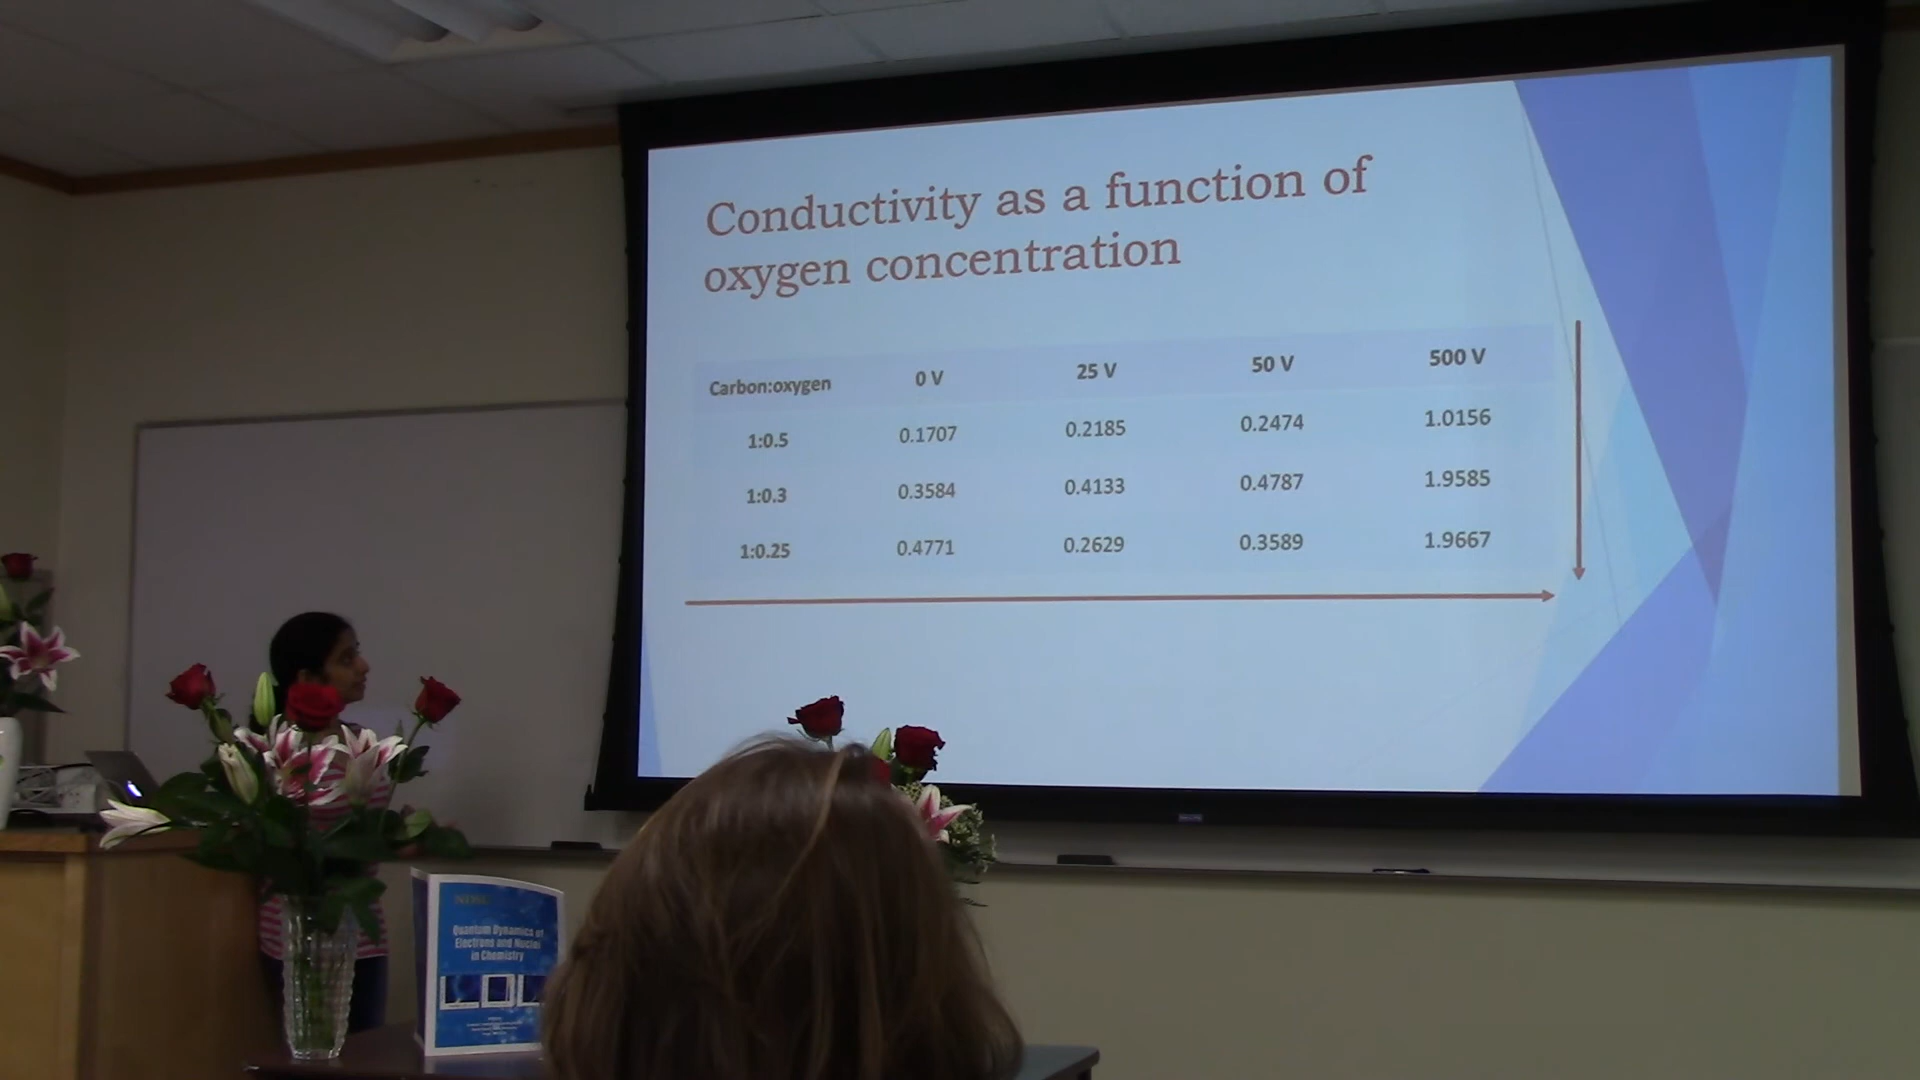 Conductivity as a function of
oxygen concentration
Carbon:oxygen 0 V 25 V 50 V 500 V
1:0.5 0.1707 0.2185 0.2474 1.0156
1:0.3 0.3584 0.4133 0.4787 1.9585
1:0.25 0.4771 0.2629 0.3589 1.9667
NDSU
Quantum Dynamics of
Electrons and Nuclei
in Chemistry